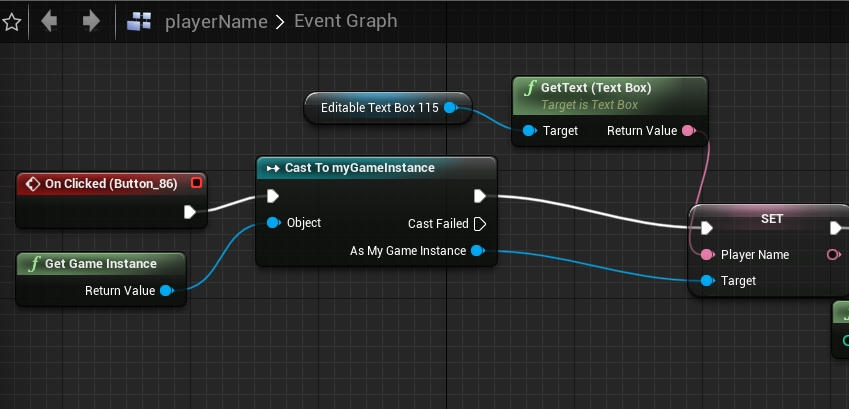 playerName > Event Graph
Editable Text Box 115
f GetText (Text Box)
Target is Text Box
Target
Return Value
On Clicked (Button_86)
Cast To myGameInstance
Object
Cast Failed
As My Game Instance
f Get Game Instance
Return Value
SET
Player Name
Target